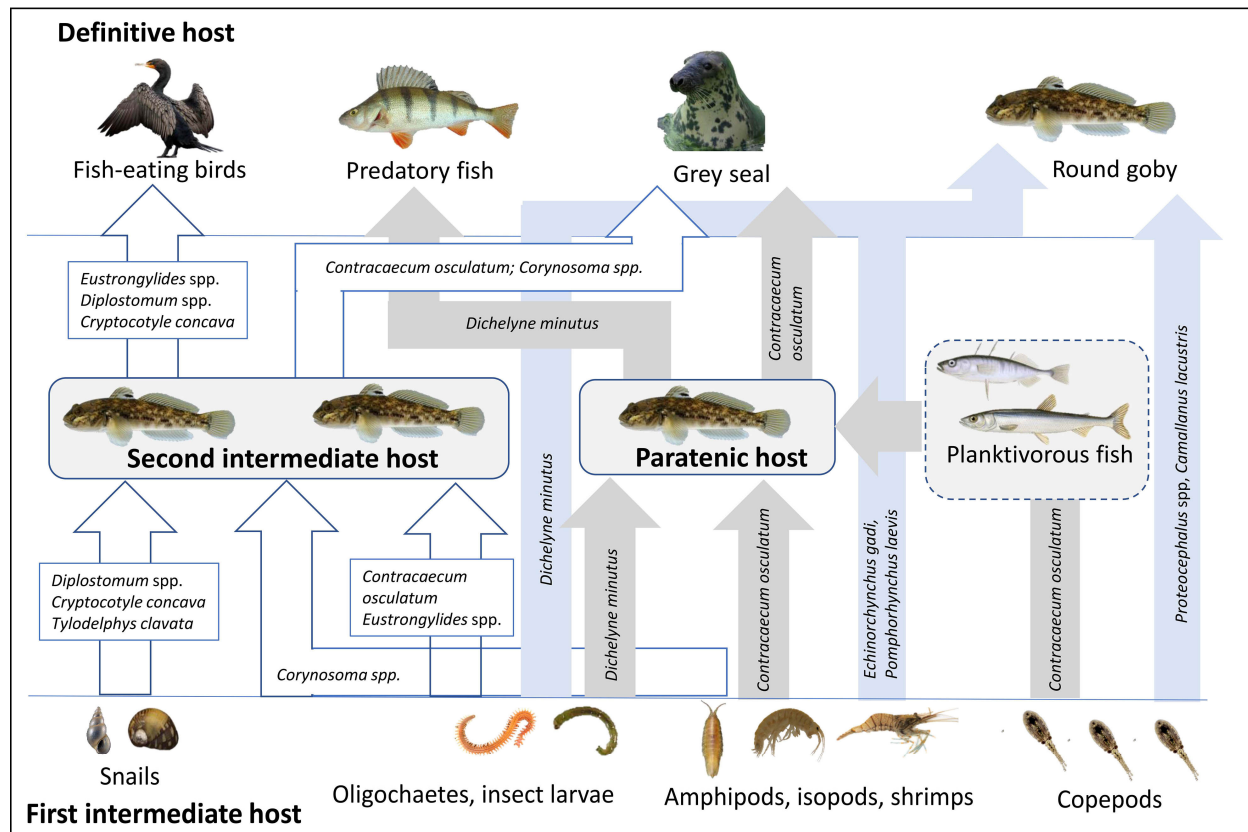 Definitive host
Fish-eating birds
Predatory fish
Grey seal
Round goby
Eustrongylides spp.
Diplostomum spp.
Cryptocotyle concava
Contracaecum osculatum; Corynosoma spp.
Dichelyne minutus
Contracaecum
osculatum
Second intermediate host
Paratenic host
Planktivorous fish
Diplostomum spp.
Cryptocotyle concava
Tylodelphys clavata
Contracaecum
osculatum
Eustrongylides spp.
Corynosoma spp.
Dichelyne minutus
Dichelyne minutus
Contracaecum osculatum
Echinorchynchus gadi,
Pomphorhynchus laevis
Contracaecum osculatum
Proteocephalus spp, Camallanus lacustris
Snails
Oligochaetes, insect larvae
Amphipods, isopods, shrimps
Copepods
First intermediate host